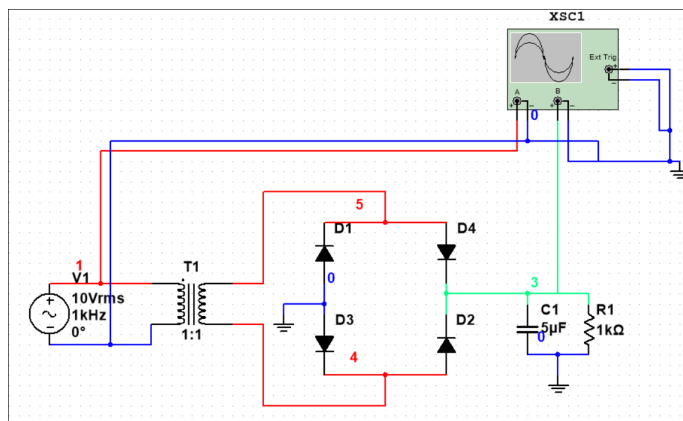 XSC1
Ext Trig
+
−
A
B
+ − + −
0
5
D1
D4
1
V1
T1
0
3
10Vrms
1kHz
0°
C1
R1
5µF
1kΩ
0
D3
D2
1:1
4